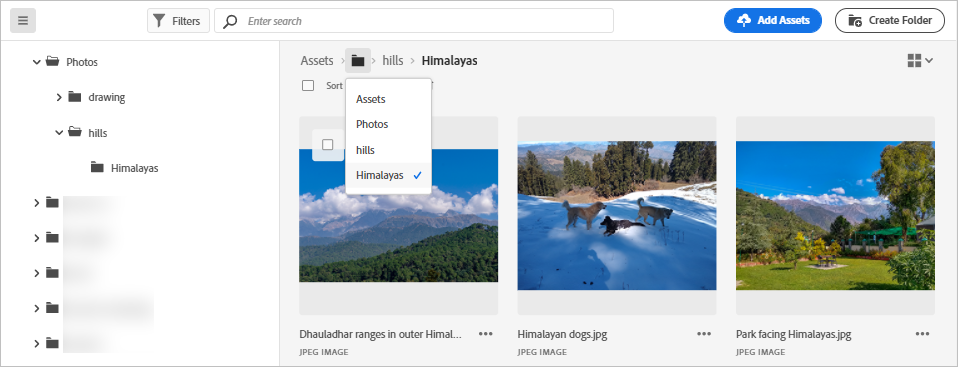 Filters
Enter search
Add Assets
Create Folder
Photos
drawing
hills
Himalayas
Assets › › hills › Himalayas
Sort
Assets
Photos
hills
Himalayas
Dhauladhar ranges in outer Himal...
JPEG IMAGE
Himalayan dogs.jpg
JPEG IMAGE
Park facing Himalayas.jpg
JPEG IMAGE